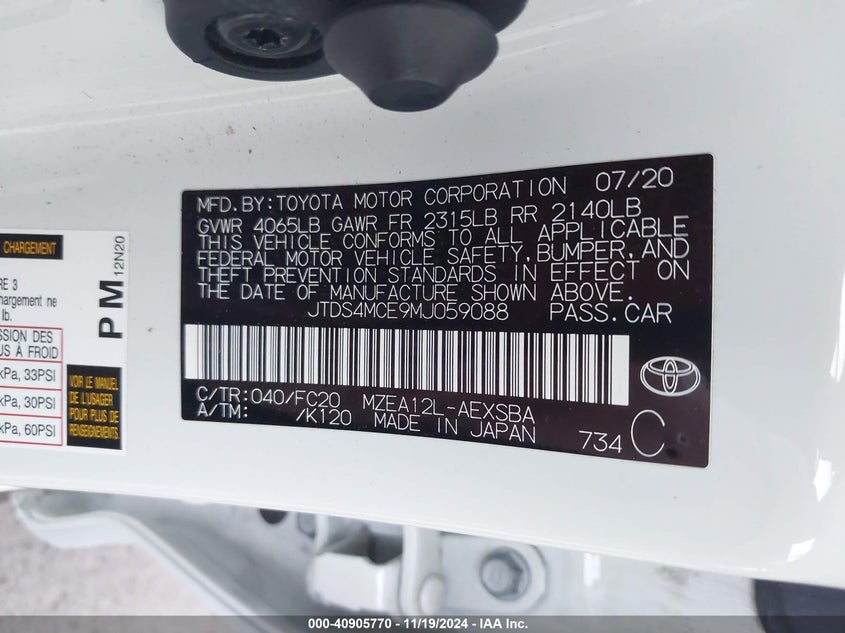 MFD. BY: TOYOTA MOTOR CORPORATION 07/20
GVWR 4065LB GAWR FR 2315LB RR 2140LB
THIS VEHICLE CONFORMS TO ALL APPLICABLE
FEDERAL MOTOR VEHICLE SAFETY, BUMPER, AND
THEFT PREVENTION STANDARDS IN EFFECT ON
THE DATE OF MANUFACTURE SHOWN ABOVE.
JTDS4MCE9MJ059088 PASS. CAR
C/TR: 040/FC20 MZEA12L-AEXSBA
A/TM: /K120 MADE IN JAPAN 734 C
CHARGEMENT
RE 3
chargement ne
lb.
SSION DES
US À FROID
kPa, 33PSI
kPa, 30PSI
kPa, 60PSI
PM 12N20
VOIR LE MANUEL
DE L'USAGER
POUR PLUS DE
RENSEIGNEMENTS.
000-40905770 - 11/19/2024 - IAA Inc.